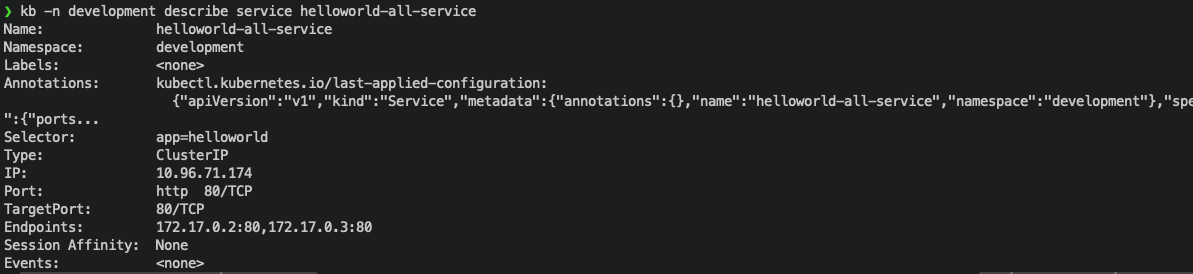 ❯ kb -n development describe service helloworld-all-service
Name:              helloworld-all-service
Namespace:         development
Labels:            <none>
Annotations:       kubectl.kubernetes.io/last-applied-configuration:
                     {"apiVersion":"v1","kind":"Service","metadata":{"annotations":{},"name":"helloworld-all-service","namespace":"development"},"spe
":{"ports...
Selector:          app=helloworld
Type:              ClusterIP
IP:                10.96.71.174
Port:              http  80/TCP
TargetPort:        80/TCP
Endpoints:         172.17.0.2:80,172.17.0.3:80
Session Affinity:  None
Events:            <none>